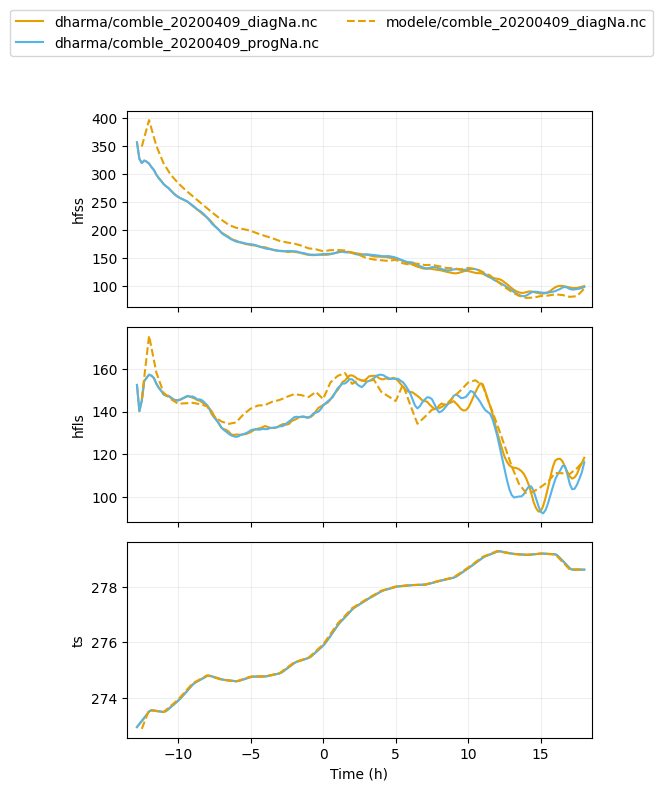 dharma/comble_20200409_diagNa.nc
modele/comble_20200409_diagNa.nc
dharma/comble_20200409_progNa.nc
400
350
300
250
200
150
100
hfss
160
140
120
100
hfls
278
276
274
ts
−10 −5 0 5 10 15
Time (h)